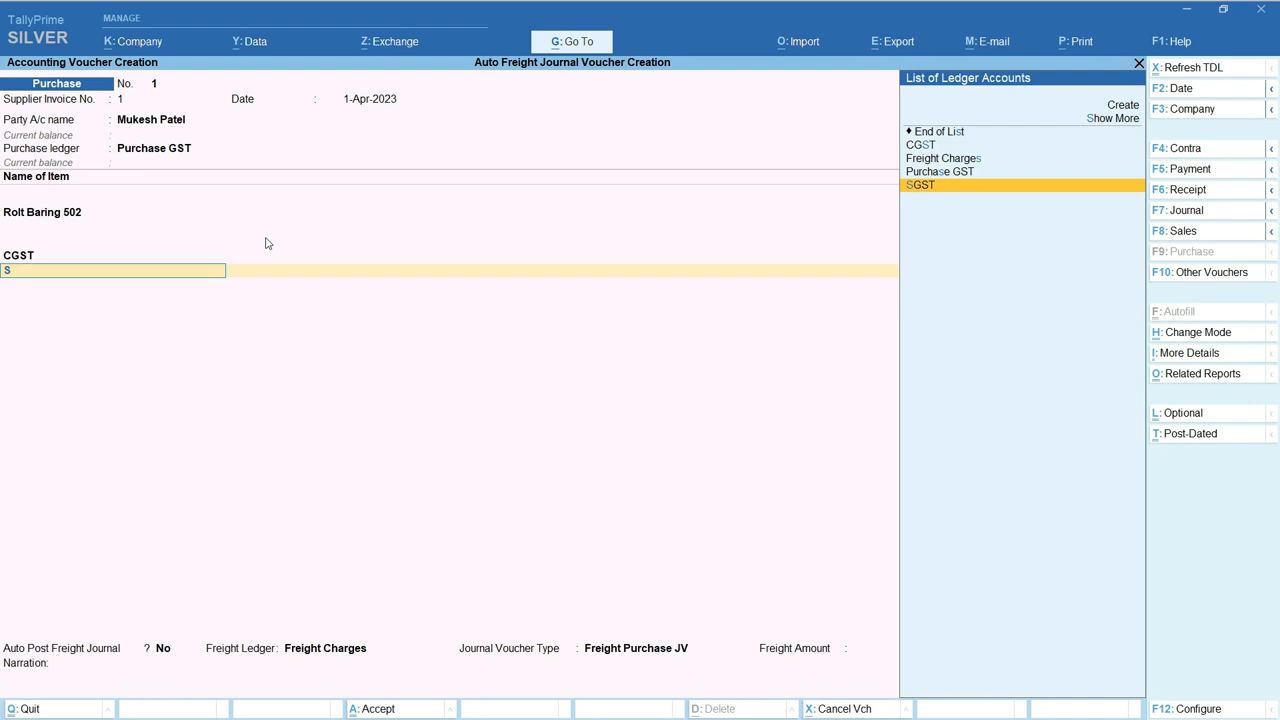 TallyPrime
SILVER
MANAGE
K: Company
Y: Data
Z: Exchange
G: Go To
O: Import
E: Export
M: E-mail
P: Print
F1: Help
Accounting Voucher Creation
Auto Freight Journal Voucher Creation
Purchase No. 1
Supplier Invoice No. : 1 Date : 1-Apr-2023
Party A/c name : Mukesh Patel
Current balance :
Purchase ledger : Purchase GST
Current balance :
Name of Item
Rolt Baring 502
CGST
S
Auto Post Freight Journal ? No Freight Ledger : Freight Charges Journal Voucher Type : Freight Purchase JV Freight Amount :
Narration:
List of Ledger Accounts
Create
Show More
♦ End of List
CGST
Freight Charges
Purchase GST
SGST
X: Refresh TDL
F2: Date
F3: Company
F4: Contra
F5: Payment
F6: Receipt
F7: Journal
F8: Sales
F9: Purchase
F10: Other Vouchers
F: Autofill
H: Change Mode
I: More Details
O: Related Reports
L: Optional
T: Post-Dated
Q: Quit
A: Accept
D: Delete
X: Cancel Vch
F12: Configure